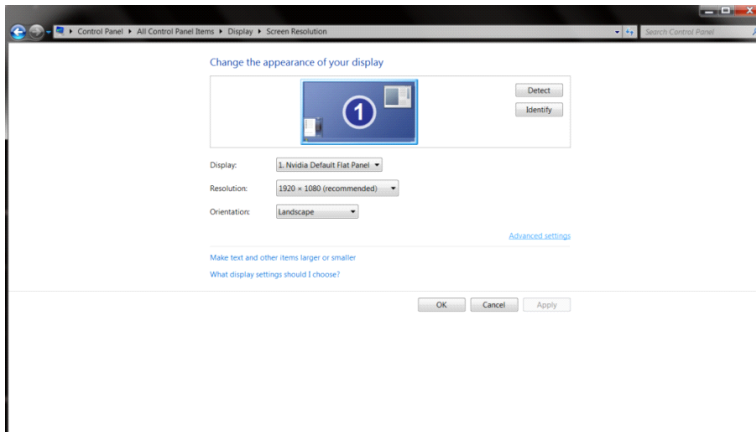 Control Panel ▸ All Control Panel Items ▸ Display ▸ Screen Resolution
Search Control Panel
Change the appearance of your display
1
Detect
Identify
Display: 1. Nvidia Default Flat Panel
Resolution: 1920 × 1080 (recommended)
Orientation: Landscape
Advanced settings
Make text and other items larger or smaller
What display settings should I choose?
OK Cancel Apply